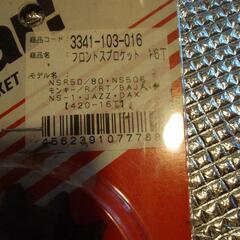 商品コード: 3341-103-016
商品名: フロントスプロケット 16T
モデル名:
NSR50/80・NS50F
モンキー/R/RT/BAJA・
NS-1・JAZZ・DAX
【420-16T】
KET